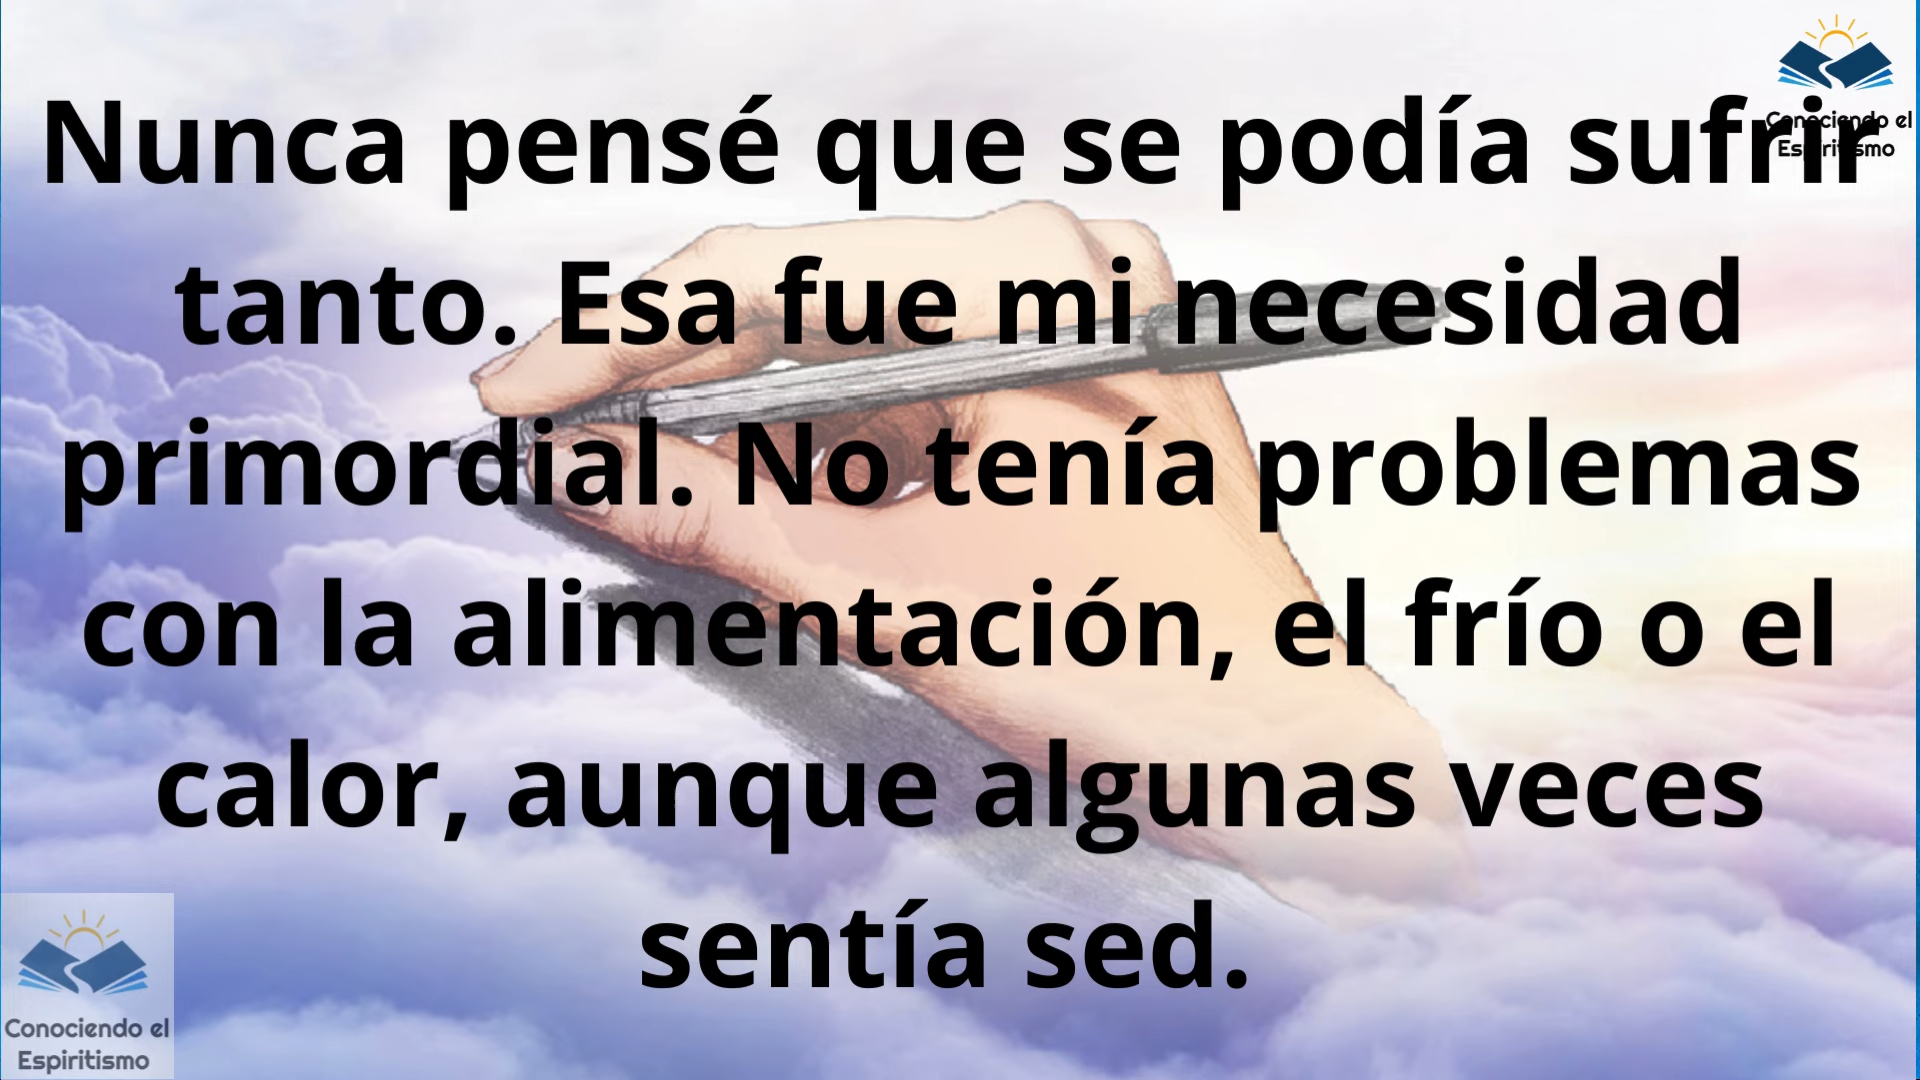 Conociendo el
Espiritismo
Nunca pensé que se podía sufrir
tanto. Esa fue mi necesidad
primordial. No tenía problemas
con la alimentación, el frío o el
calor, aunque algunas veces
sentía sed.
Conociendo el
Espiritismo